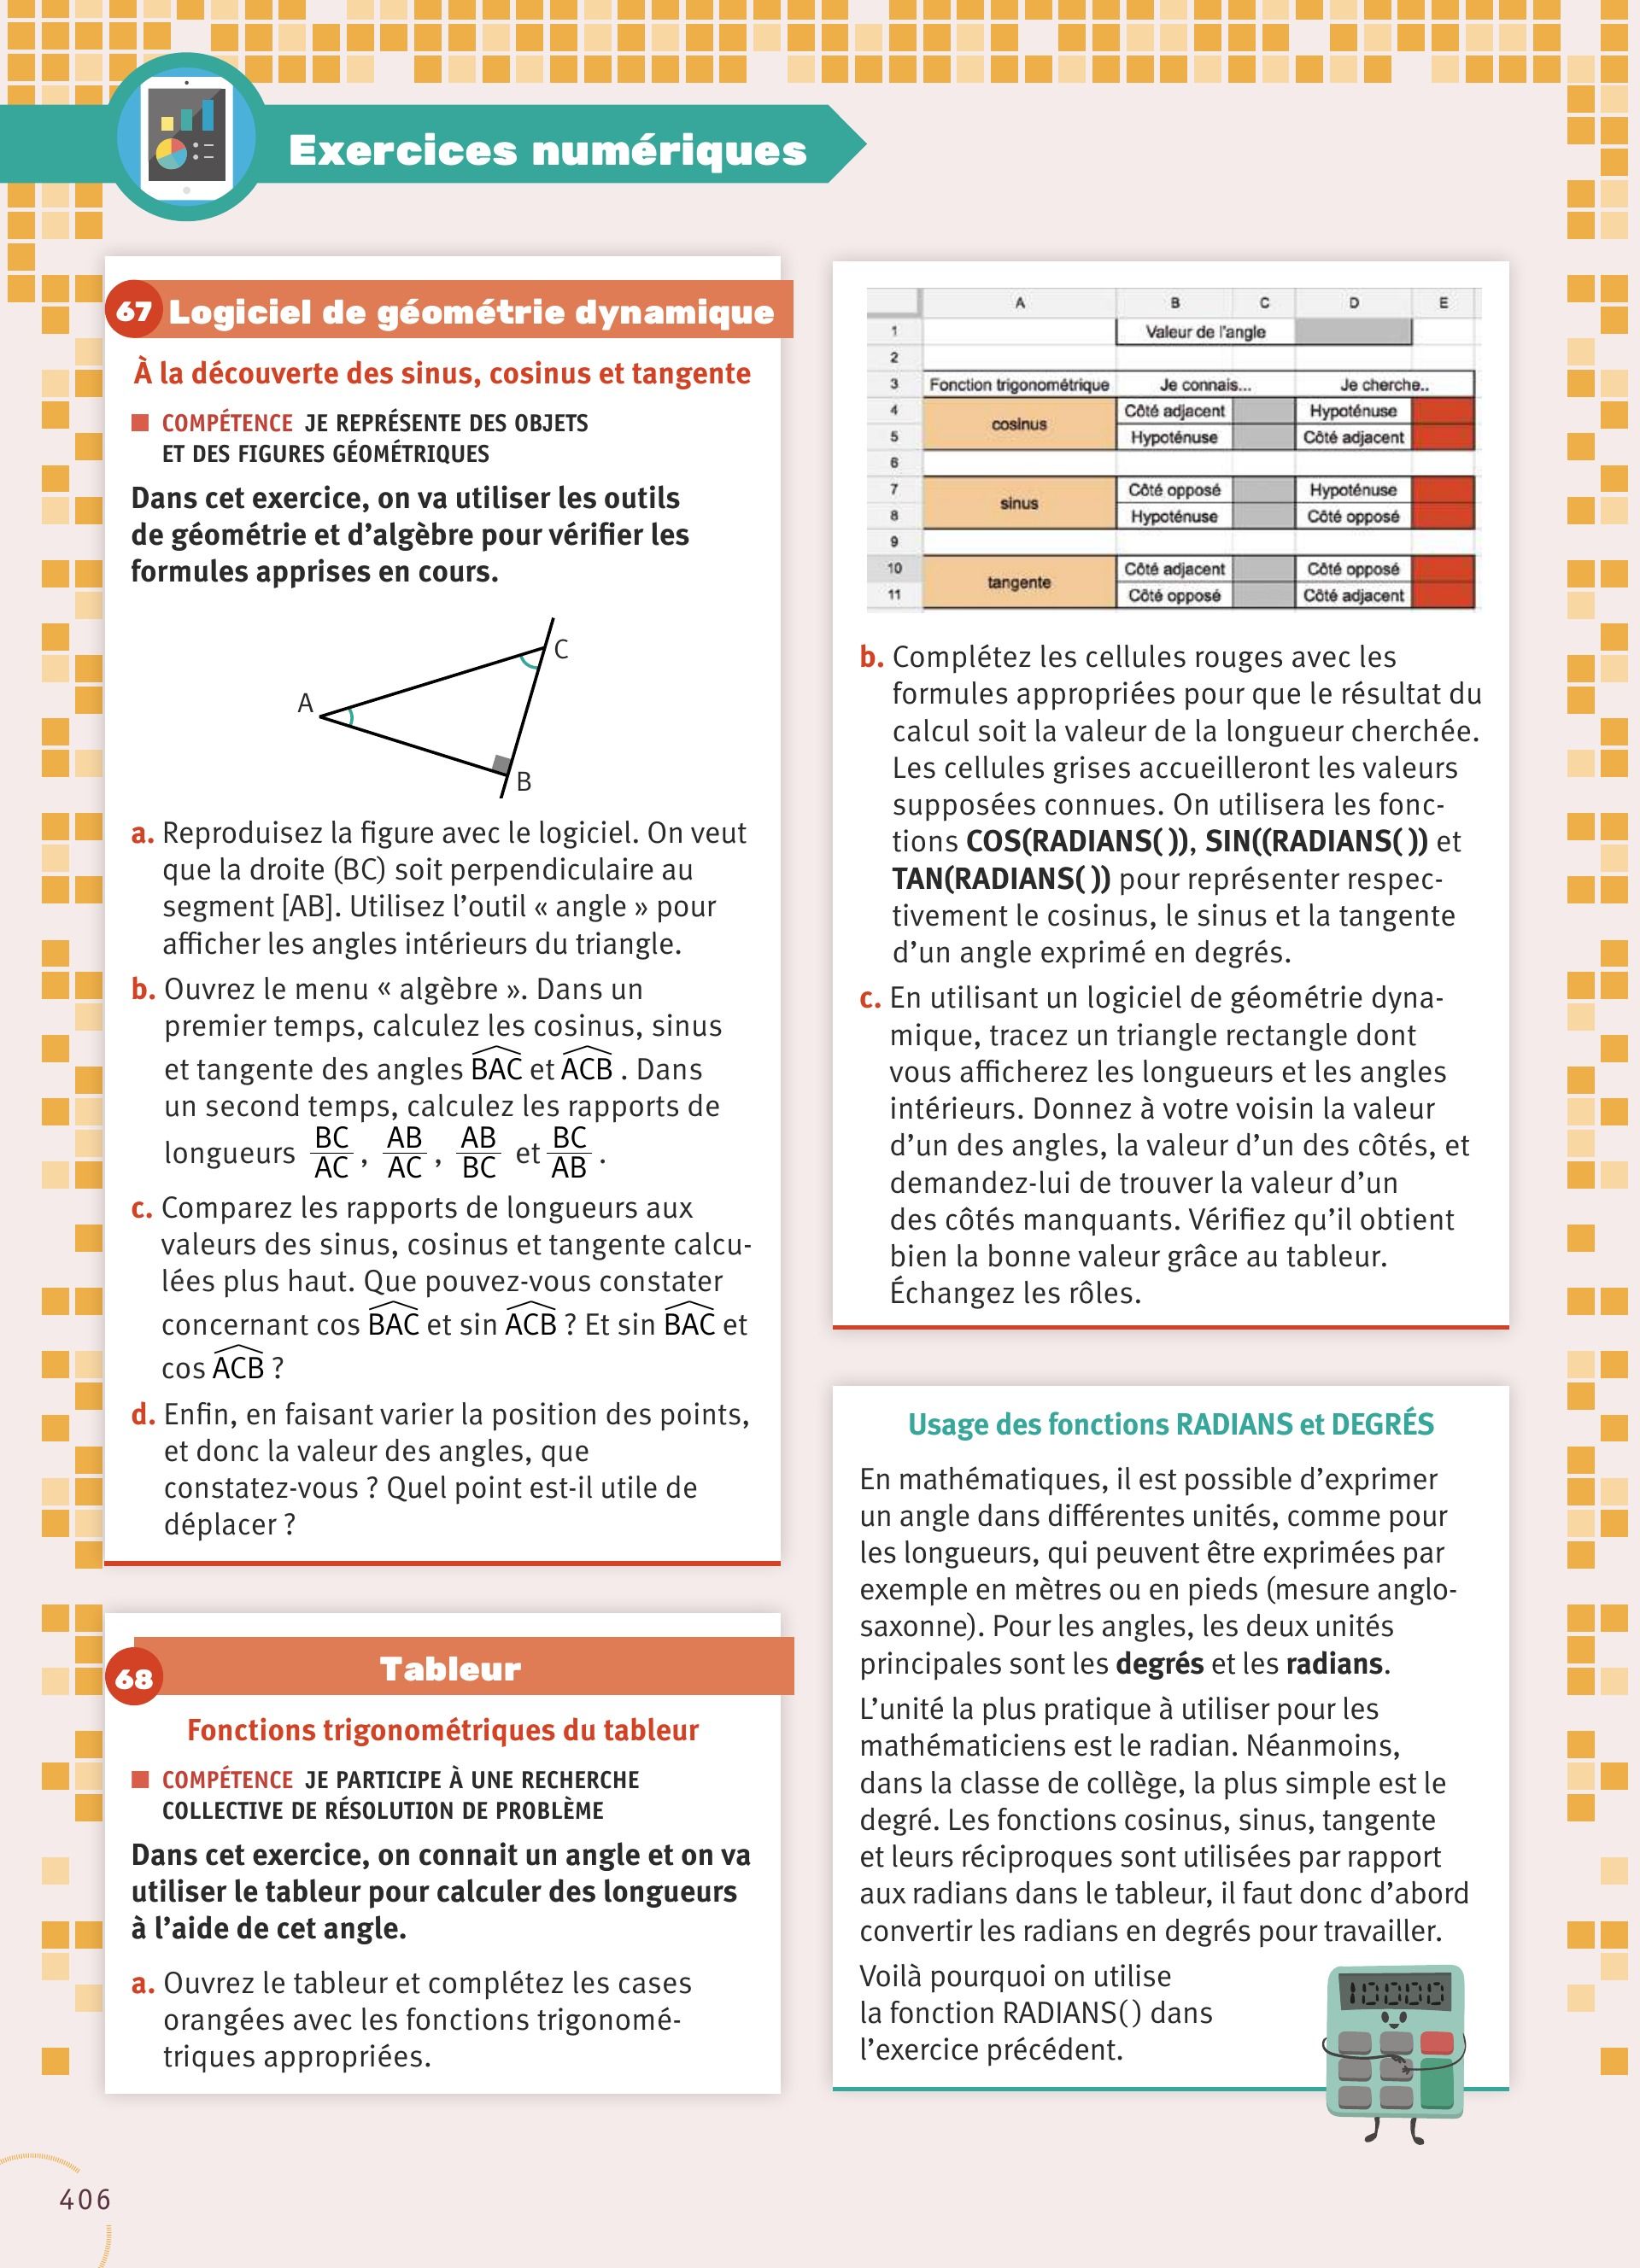 Exercices numériques
67 Logiciel de géométrie dynamique
À la découverte des sinus, cosinus et tangente
COMPÉTENCE JE REPRÉSENTE DES OBJETS
ET DES FIGURES GÉOMÉTRIQUES
Dans cet exercice, on va utiliser les outils
de géométrie et d’algèbre pour vérifier les
formules apprises en cours.
C
A
B
a. Reproduisez la figure avec le logiciel. On veut
que la droite (BC) soit perpendiculaire au
segment [AB]. Utilisez l’outil « angle » pour
afficher les angles intérieurs du triangle.
b. Ouvrez le menu « algèbre ». Dans un
premier temps, calculez les cosinus, sinus
et tangente des angles BAC et ACB . Dans
un second temps, calculez les rapports de
longueurs BC/AC , AB/AC , AB/BC et BC/AB .
c. Comparez les rapports de longueurs aux
valeurs des sinus, cosinus et tangente calcu-
lées plus haut. Que pouvez-vous constater
concernant cos BAC et sin ACB ? Et sin BAC et
cos ACB ?
d. Enfin, en faisant varier la position des points,
et donc la valeur des angles, que
constatez-vous ? Quel point est-il utile de
déplacer ?
68 Tableur
Fonctions trigonométriques du tableur
COMPÉTENCE JE PARTICIPE À UNE RECHERCHE
COLLECTIVE DE RÉSOLUTION DE PROBLÈME
Dans cet exercice, on connait un angle et on va
utiliser le tableur pour calculer des longueurs
à l’aide de cet angle.
a. Ouvrez le tableur et complétez les cases
orangées avec les fonctions trigonomé-
triques appropriées.
A B C D E
1 Valeur de l'angle
2
3 Fonction trigonométrique Je connais... Je cherche..
4 Côté adjacent Hypoténuse
cosinus
5 Hypoténuse Côté adjacent
6
7 Côté opposé Hypoténuse
sinus
8 Hypoténuse Côté opposé
9
10 Côté adjacent Côté opposé
tangente
11 Côté opposé Côté adjacent
b. Complétez les cellules rouges avec les
formules appropriées pour que le résultat du
calcul soit la valeur de la longueur cherchée.
Les cellules grises accueilleront les valeurs
supposées connues. On utilisera les fonc-
tions COS(RADIANS( )), SIN((RADIANS( )) et
TAN(RADIANS( )) pour représenter respec-
tivement le cosinus, le sinus et la tangente
d’un angle exprimé en degrés.
c. En utilisant un logiciel de géométrie dyna-
mique, tracez un triangle rectangle dont
vous afficherez les longueurs et les angles
intérieurs. Donnez à votre voisin la valeur
d’un des angles, la valeur d’un des côtés, et
demandez-lui de trouver la valeur d’un
des côtés manquants. Vérifiez qu’il obtient
bien la bonne valeur grâce au tableur.
Échangez les rôles.
Usage des fonctions RADIANS et DEGRÉS
En mathématiques, il est possible d’exprimer
un angle dans différentes unités, comme pour
les longueurs, qui peuvent être exprimées par
exemple en mètres ou en pieds (mesure anglo-
saxonne). Pour les angles, les deux unités
principales sont les degrés et les radians.
L’unité la plus pratique à utiliser pour les
mathématiciens est le radian. Néanmoins,
dans la classe de collège, la plus simple est le
degré. Les fonctions cosinus, sinus, tangente
et leurs réciproques sont utilisées par rapport
aux radians dans le tableur, il faut donc d’abord
convertir les radians en degrés pour travailler.
Voilà pourquoi on utilise
la fonction RADIANS() dans
l’exercice précédent.
10000
406